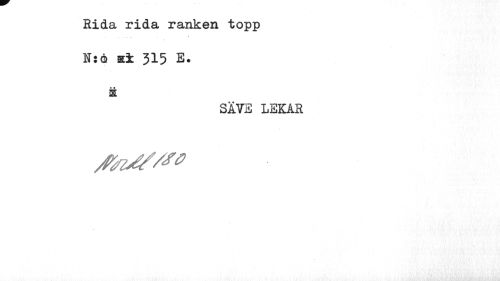 Rida rida ranken topp
N:o 315 E.
SÄVE LEKAR
Nordl 180